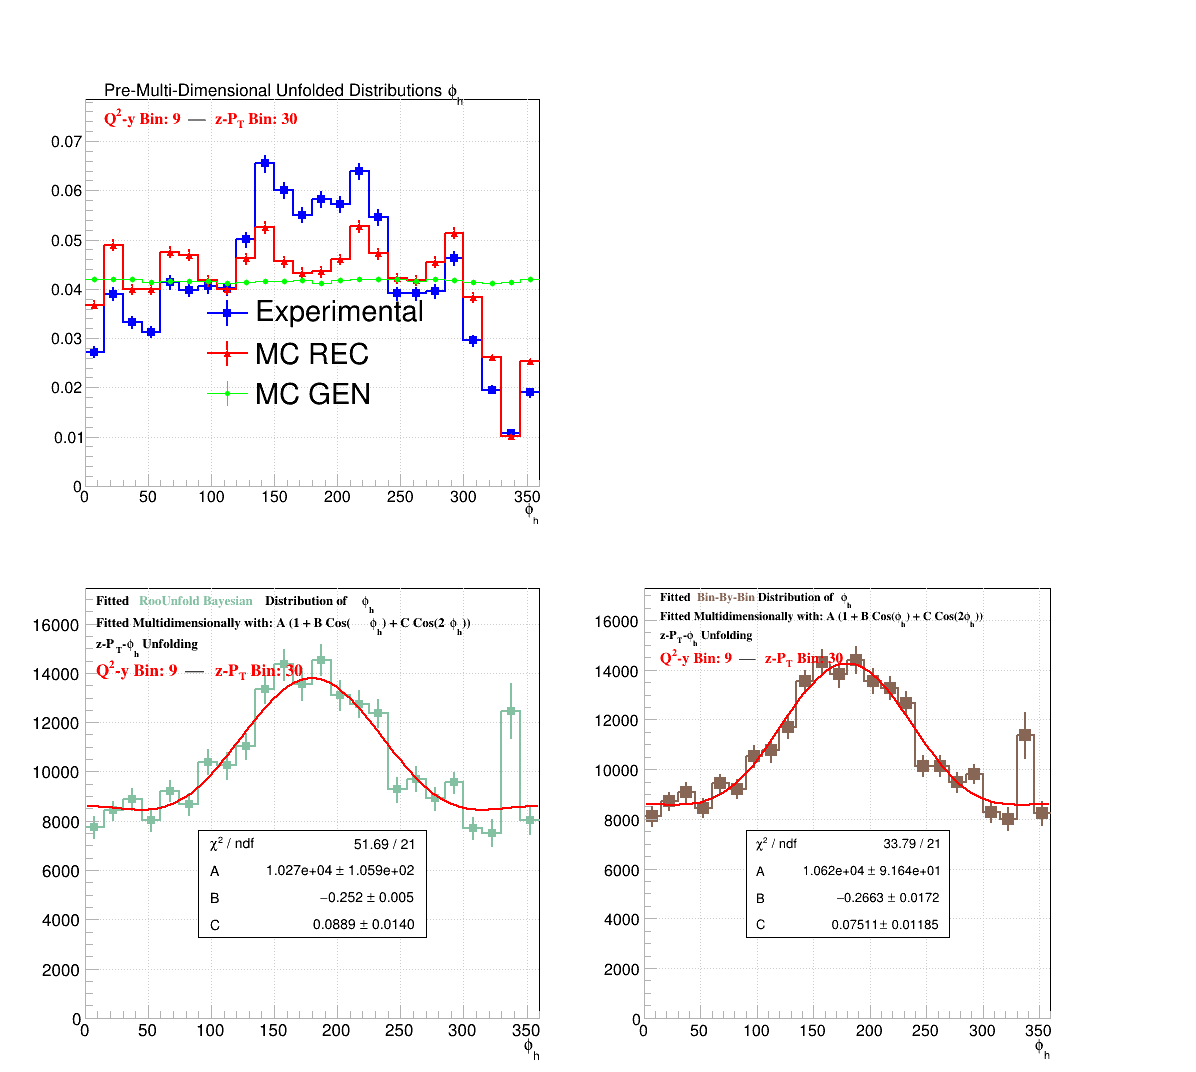 Pre-Multi-Dimensional Unfolded Distributions ϕh
Q2-y Bin: 9 — z-PT Bin: 30
0.07
0.06
0.05
0.04
0.03
0.02
0.01
0
Experimental
MC REC
MC GEN
0 50 100 150 200 250 300 350
ϕh
Fitted RooUnfold Bayesian Distribution of ϕh
Fitted Multidimensionally with: A (1 + B Cos( ϕh) + C Cos(2 ϕh))
z-PT-ϕh Unfolding
Q2-y Bin: 9 — z-PT Bin: 30
16000
14000
12000
10000
8000
6000
4000
2000
0
χ2 / ndf 51.69 / 21
A 1.027e+04 ± 1.059e+02
B −0.252 ± 0.005
C 0.0889 ± 0.0140
0 50 100 150 200 250 300 350
ϕh
Fitted Bin-By-Bin Distribution of ϕh
Fitted Multidimensionally with: A (1 + B Cos(ϕh) + C Cos(2ϕh))
z-PT-ϕh Unfolding
Q2-y Bin: 9 — z-PT Bin: 30
16000
14000
12000
10000
8000
6000
4000
2000
0
χ2 / ndf 33.79 / 21
A 1.062e+04 ± 9.164e+01
B −0.2663 ± 0.0172
C 0.07511 ± 0.01185
0 50 100 150 200 250 300 350
ϕh